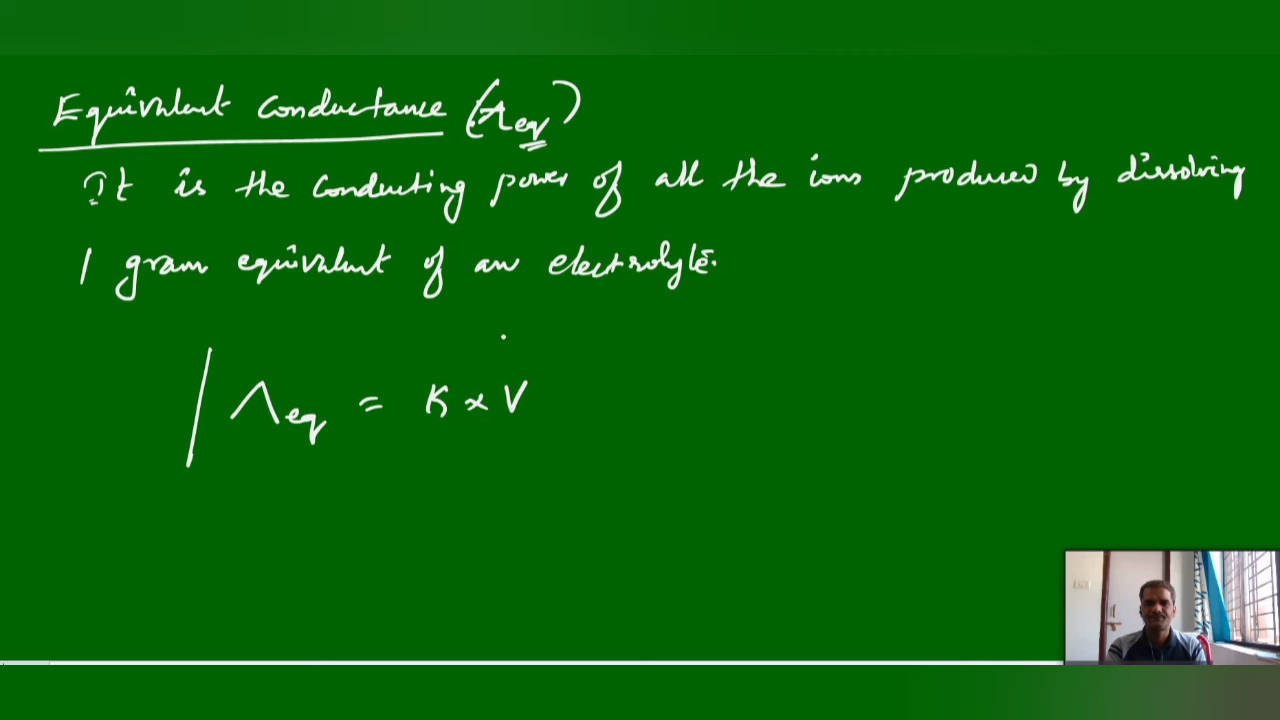 Equivalent Conductance (Λeq)
It is the conducting power of all the ions produced by dissolving
1 gram equivalent of an electrolyte.
Λeq = K × V